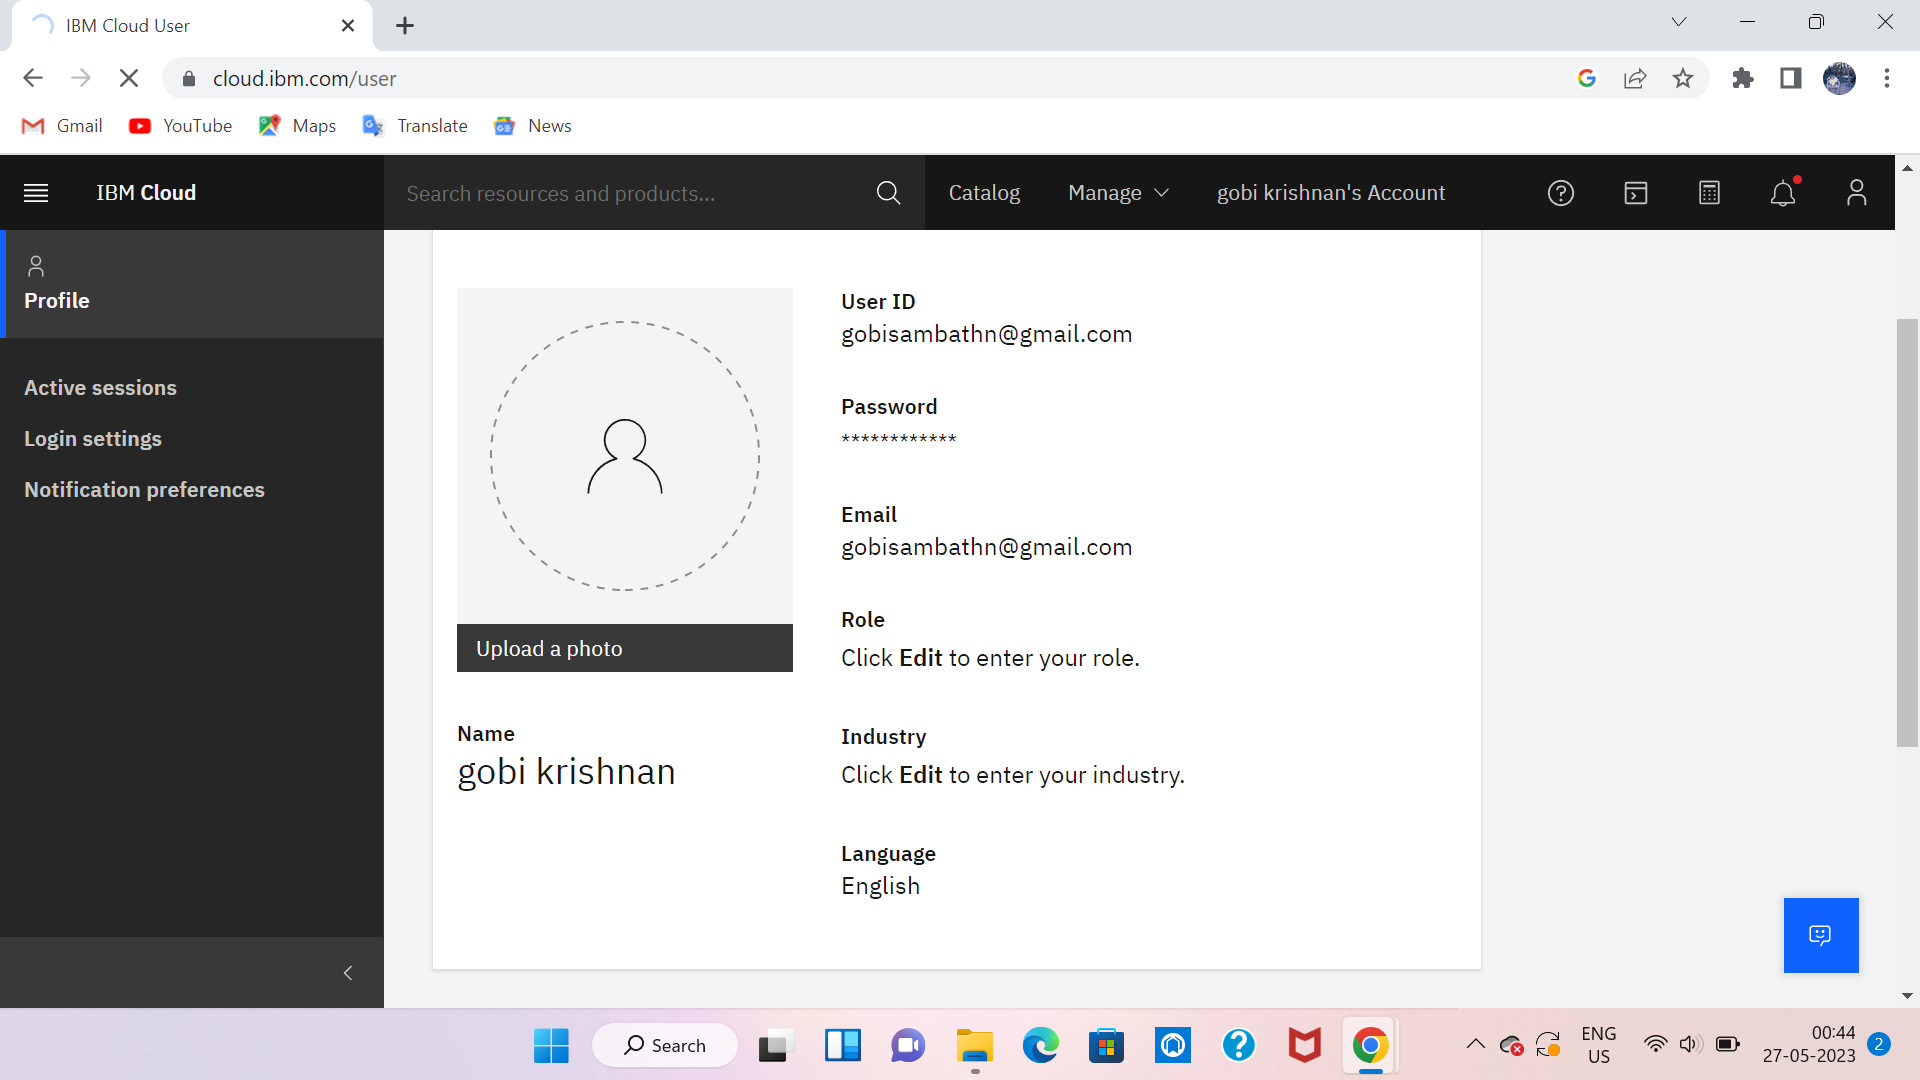 IBM Cloud User
cloud.ibm.com/user
Gmail
YouTube
Maps
Translate
News
IBM Cloud
Search resources and products...
Catalog
Manage
gobi krishnan's Account
Profile
Active sessions
Login settings
Notification preferences
Upload a photo
Name
gobi krishnan
User ID
gobisambathn@gmail.com
Password
************
Email
gobisambathn@gmail.com
Role
Click Edit to enter your role.
Industry
Click Edit to enter your industry.
Language
English
Search
ENG
US
00:44
27-05-2023
2